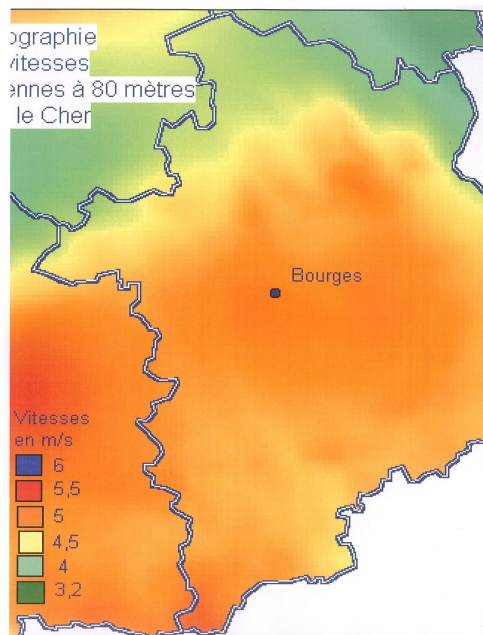 ographie
vitesses
ennes à 80 mètres
le Cher
Bourges
Vitesses
en m/s
6
5,5
5
4,5
4
3,2